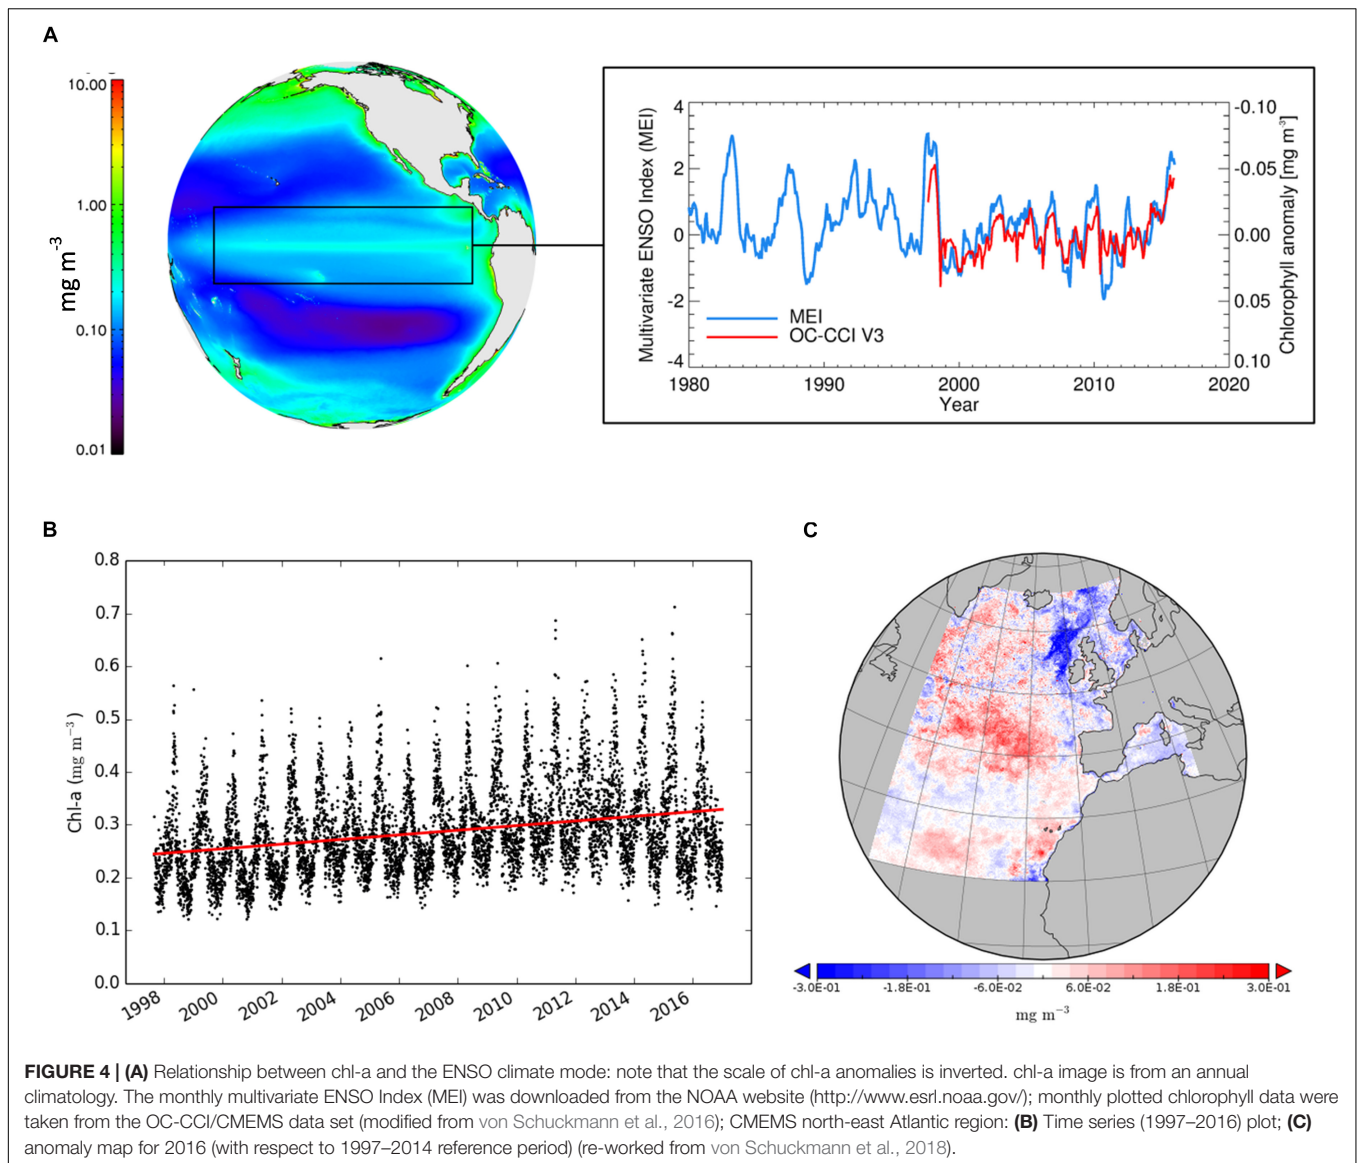 A
10.00
1.00
0.10
0.01
mg m-3
4
2
0
-2
-4
Multivariate ENSO Index (MEI)
-0.10
-0.05
0.00
0.05
0.10
Chlorophyll anomaly [mg m-3]
MEI
OC-CCI V3
1980 1990 2000 2010 2020
Year
B
0.8
0.7
0.6
0.5
0.4
0.3
0.2
0.1
0.0
Chl-a (mg m−3)
1998 2000 2002 2004 2006 2008 2010 2012 2014 2016
C
-3.0E-01 -1.8E-01 -6.0E-02 6.0E-02 1.8E-01 3.0E-01
mg m−3
FIGURE 4 | (A) Relationship between chl-a and the ENSO climate mode: note that the scale of chl-a anomalies is inverted. chl-a image is from an annual
climatology. The monthly multivariate ENSO Index (MEI) was downloaded from the NOAA website (http://www.esrl.noaa.gov/); monthly plotted chlorophyll data were
taken from the OC-CCI/CMEMS data set (modified from von Schuckmann et al., 2016); CMEMS north-east Atlantic region: (B) Time series (1997–2016) plot; (C)
anomaly map for 2016 (with respect to 1997–2014 reference period) (re-worked from von Schuckmann et al., 2018).